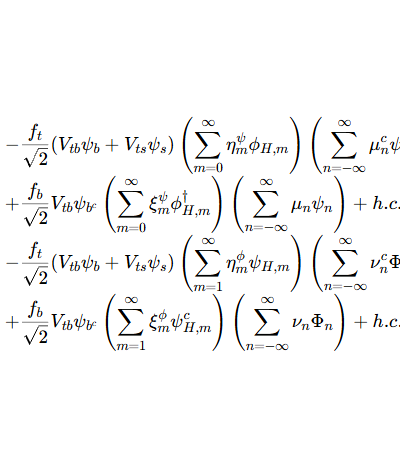 $-\frac{f_t}{\sqrt{2}}(V_{tb}\psi_b + V_{ts}\psi_s)\left(\sum_{m=0}^{\infty}\eta_m^{\psi}\phi_{H,m}\right)\left(\sum_{n=-\infty}^{\infty}\mu_n^c$
$+\frac{f_b}{\sqrt{2}}V_{tb}\psi_{b^c}\left(\sum_{m=0}^{\infty}\xi_m^{\psi}\phi_{H,m}^{\dagger}\right)\left(\sum_{n=-\infty}^{\infty}\mu_n\psi_n\right) + h.c.$
$-\frac{f_t}{\sqrt{2}}(V_{tb}\psi_b + V_{ts}\psi_s)\left(\sum_{m=1}^{\infty}\eta_m^{\phi}\psi_{H,m}\right)\left(\sum_{n=-\infty}^{\infty}\nu_n^c$
$+\frac{f_b}{\sqrt{2}}V_{tb}\psi_{b^c}\left(\sum_{m=1}^{\infty}\xi_m^{\phi}\psi_{H,m}^{c}\right)\left(\sum_{n=-\infty}^{\infty}\nu_n\Phi_n\right) + h.c.$